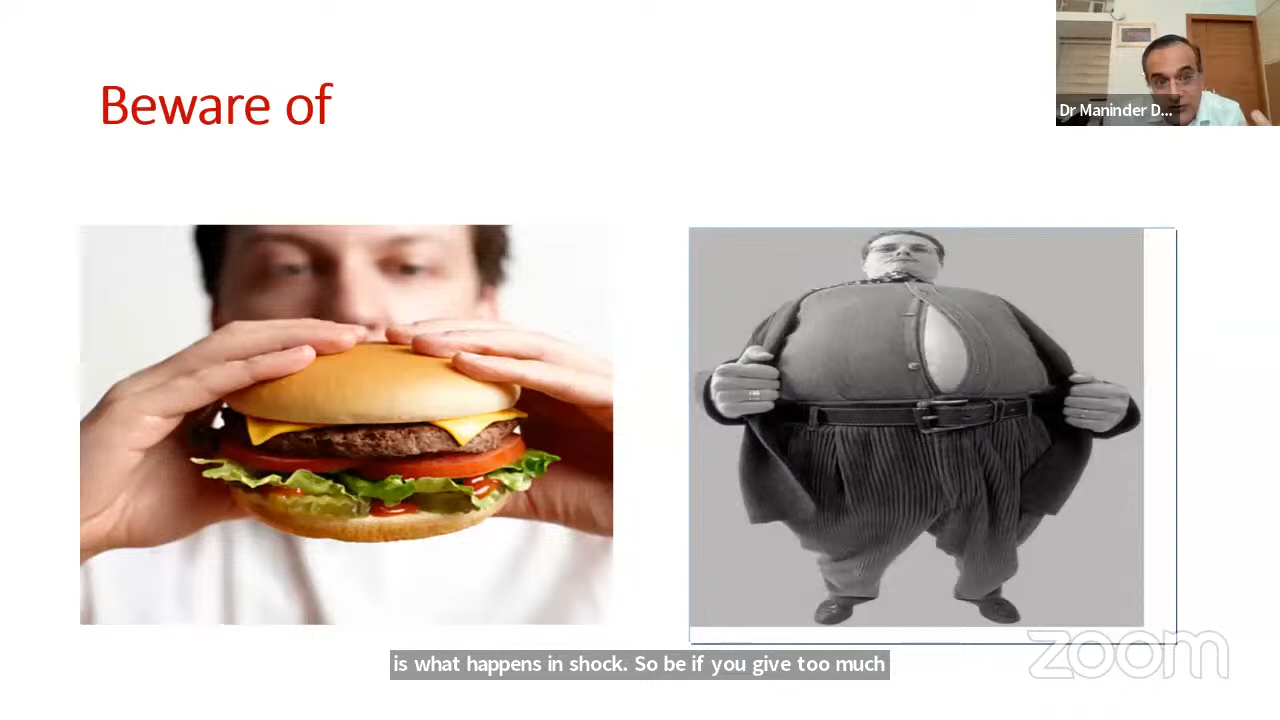 Beware of
Dr Maninder D...
is what happens in shock. So be if you give too much
zoom